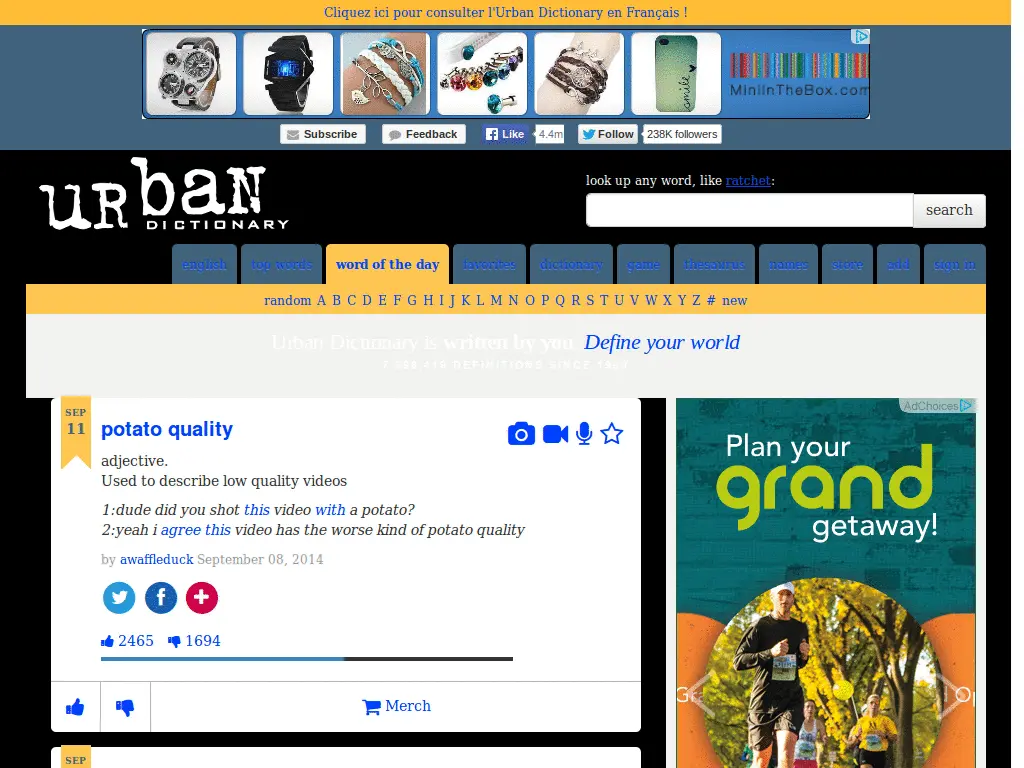 Cliquez ici pour consulter l'Urban Dictionary en Français !
smile
MiniInTheBox.com
Subscribe Feedback Like 4.4m Follow 238K followers
urban
DICTIONARY
look up any word, like ratchet:
search
english top words word of the day favorites dictionary game thesaurus names store add sign in
random A B C D E F G H I J K L M N O P Q R S T U V W X Y Z # new
Urban Dictionary is written by you Define your world
DEFINITIONS SINCE
SEP
11
potato quality
adjective.
Used to describe low quality videos
1:dude did you shot this video with a potato?
2:yeah i agree this video has the worse kind of potato quality
by awaffleduck September 08, 2014
2465 1694
Merch
SEP
AdChoices
Plan your
grand
getaway!
Gr
Op